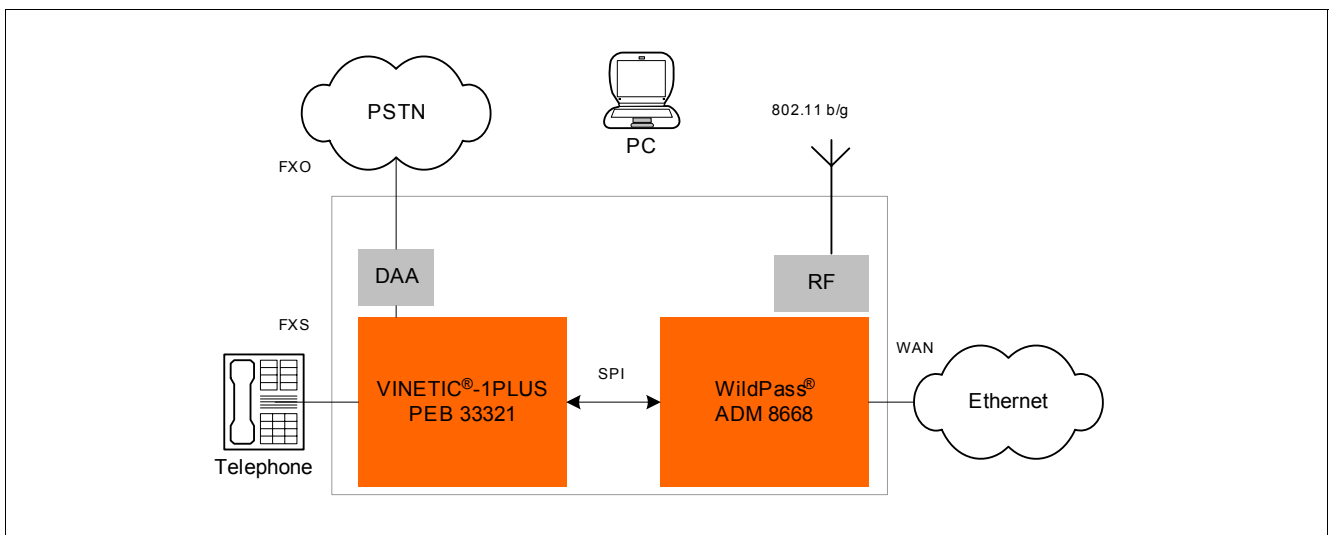 PSTN
PC
802.11 b/g
FXO
DAA
RF
FXS
WAN
VINETIC®-1PLUS
PEB 33321
SPI
WildPass®
ADM 8668
Ethernet
Telephone